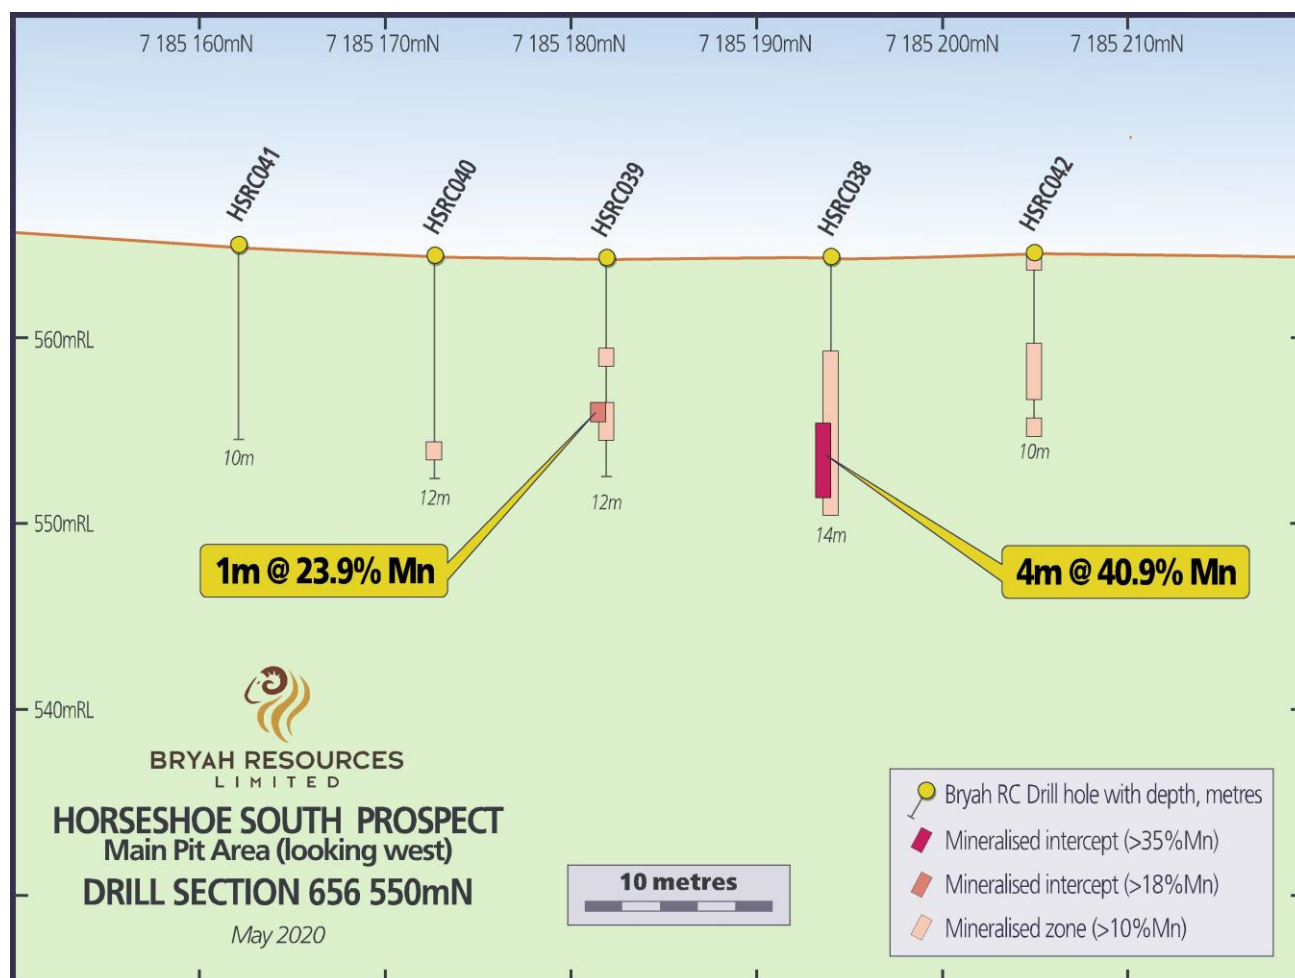 7 185 160mN
7 185 170mN
7 185 180mN
7 185 190mN
7 185 200mN
7 185 210mN
HSRC041
HSRC040
HSRC039
HSRC038
HSRC042
560mRL
10m
12m
12m
14m
10m
550mRL
1m @ 23.9% Mn
4m @ 40.9% Mn
540mRL
BRYAH RESOURCES
LIMITED
HORSESHOE SOUTH PROSPECT
Main Pit Area (looking west)
DRILL SECTION 656 550mN
May 2020
10 metres
Bryah RC Drill hole with depth, metres
Mineralised intercept (>35%Mn)
Mineralised intercept (>18%Mn)
Mineralised zone (>10%Mn)